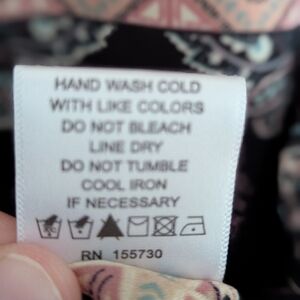 HAND WASH COLD
WITH LIKE COLORS
DO NOT BLEACH
LINE DRY
DO NOT TUMBLE
COOL IRON
IF NECESSARY
RN 155730